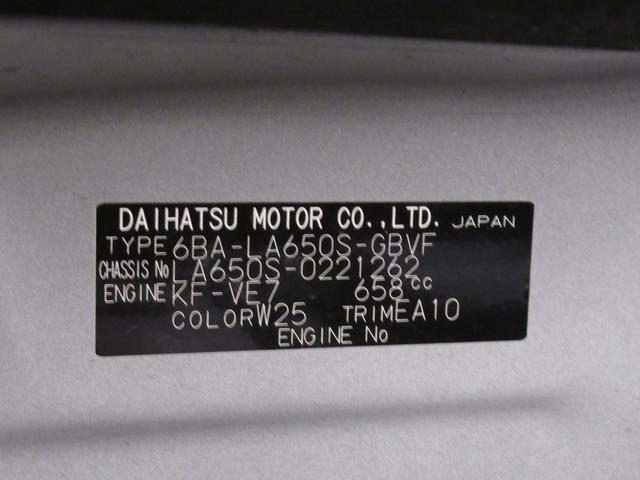 DAIHATSU MOTOR CO.,LTD. JAPAN
TYPE 6BA-LA650S-GBVF
CHASSIS No LA650S-0221262
ENGINE KF-VE7 658cc
COLOR W25 TRIM EA10
ENGINE No